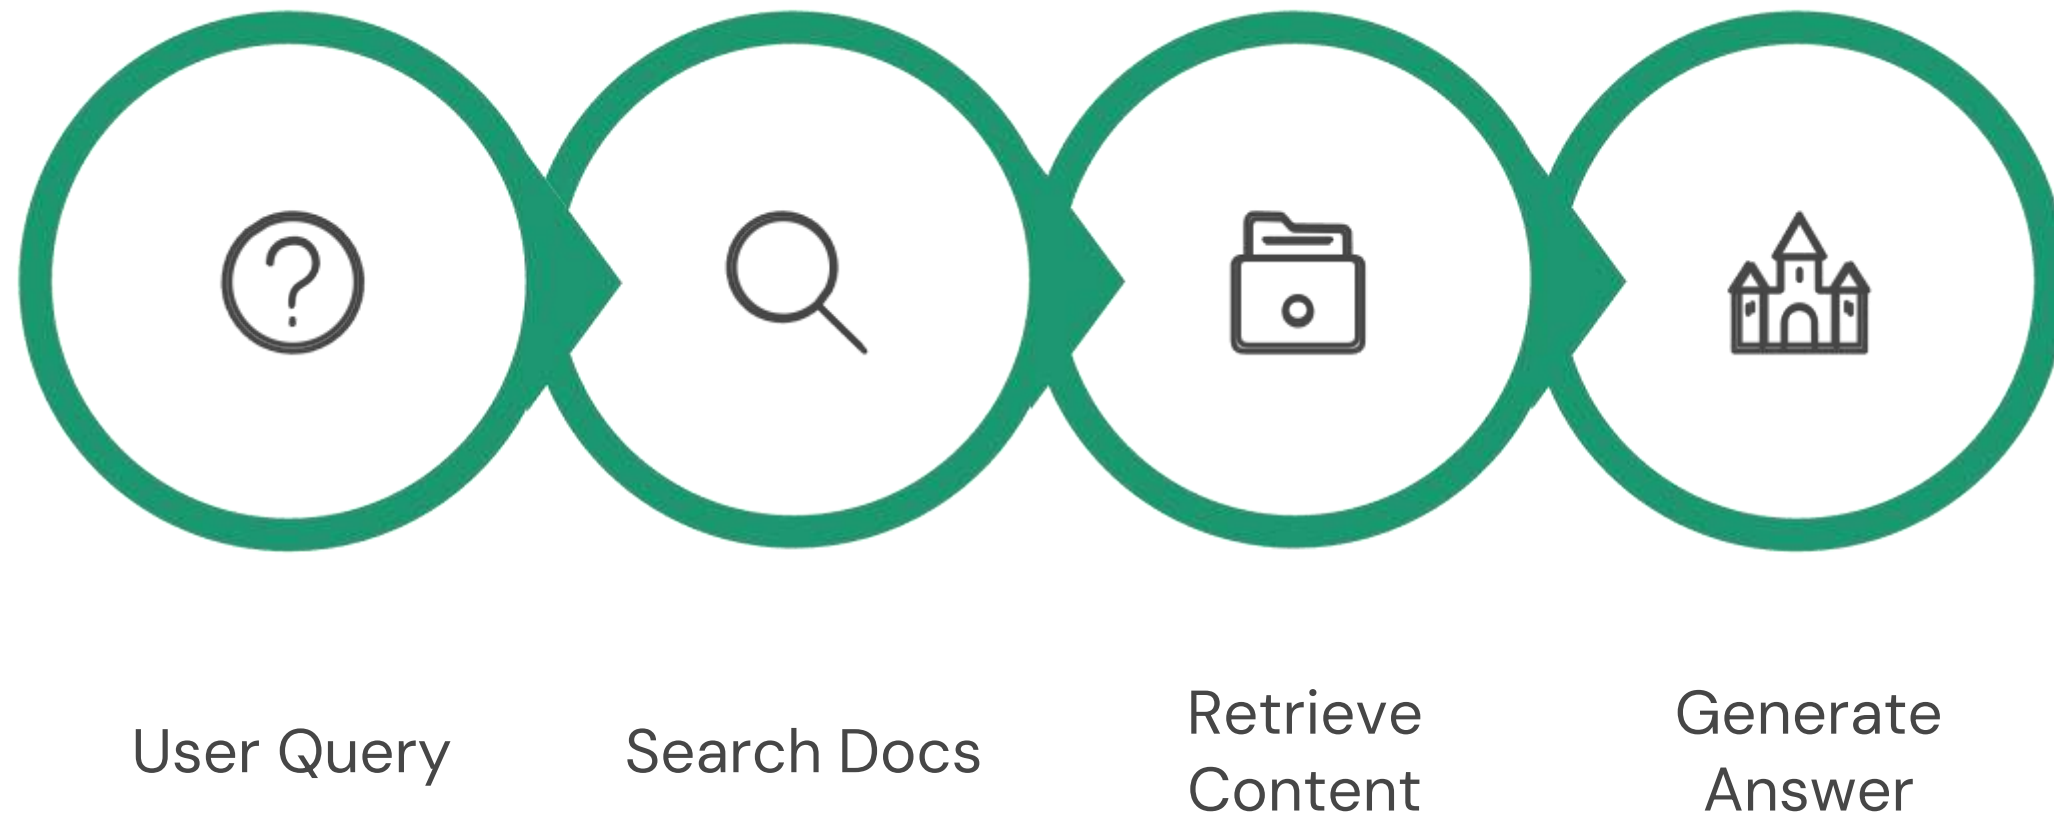 User Query
Search Docs
Retrieve
Content
Generate
Answer